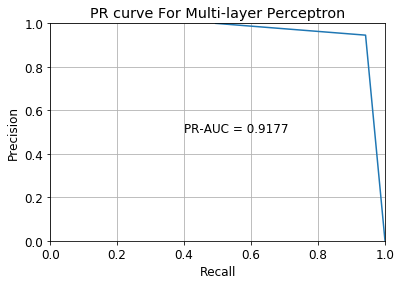 PR curve For Multi-layer Perceptron
1.0
0.8
0.6
0.4
0.2
0.0
Precision
PR-AUC = 0.9177
0.0 0.2 0.4 0.6 0.8 1.0
Recall